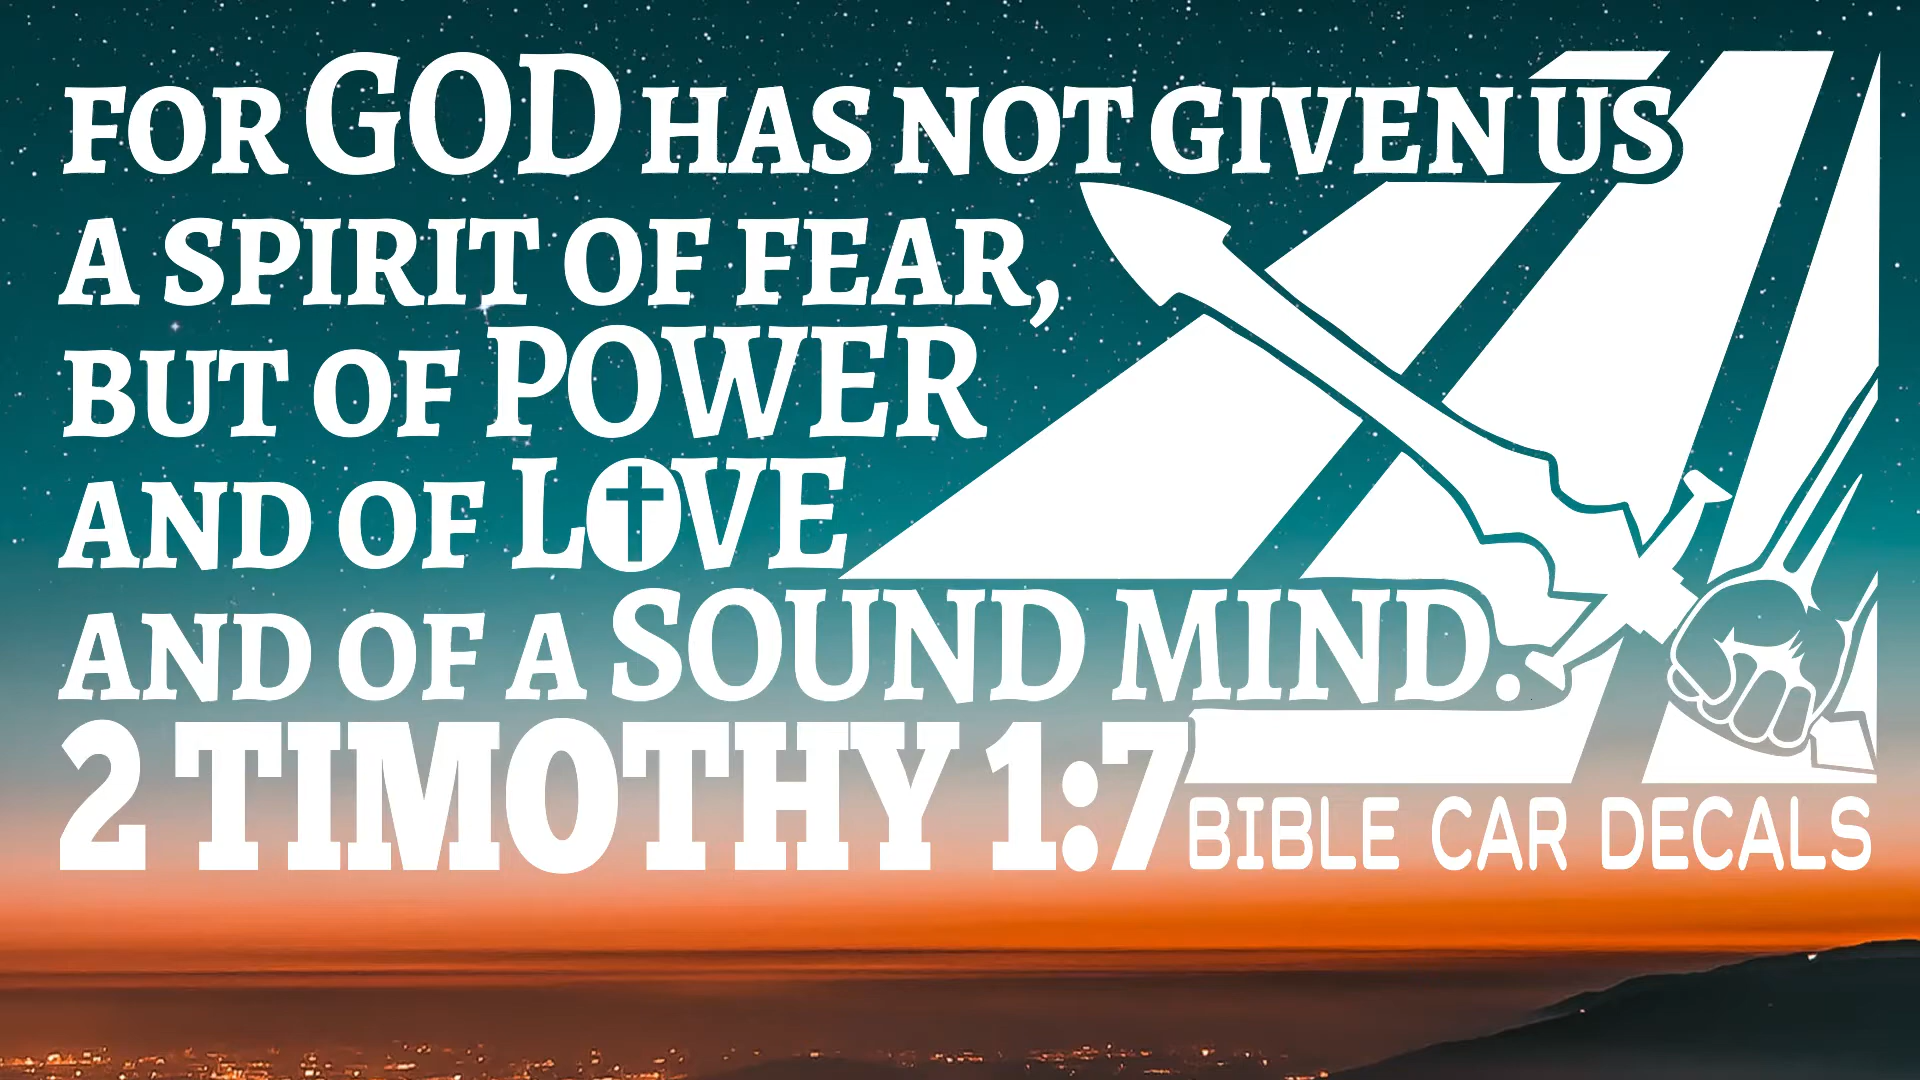 FOR GOD HAS NOT GIVEN US
A SPIRIT OF FEAR,
BUT OF POWER
AND OF LOVE
AND OF A SOUND MIND.
2 TIMOTHY 1:7
BIBLE CAR DECALS